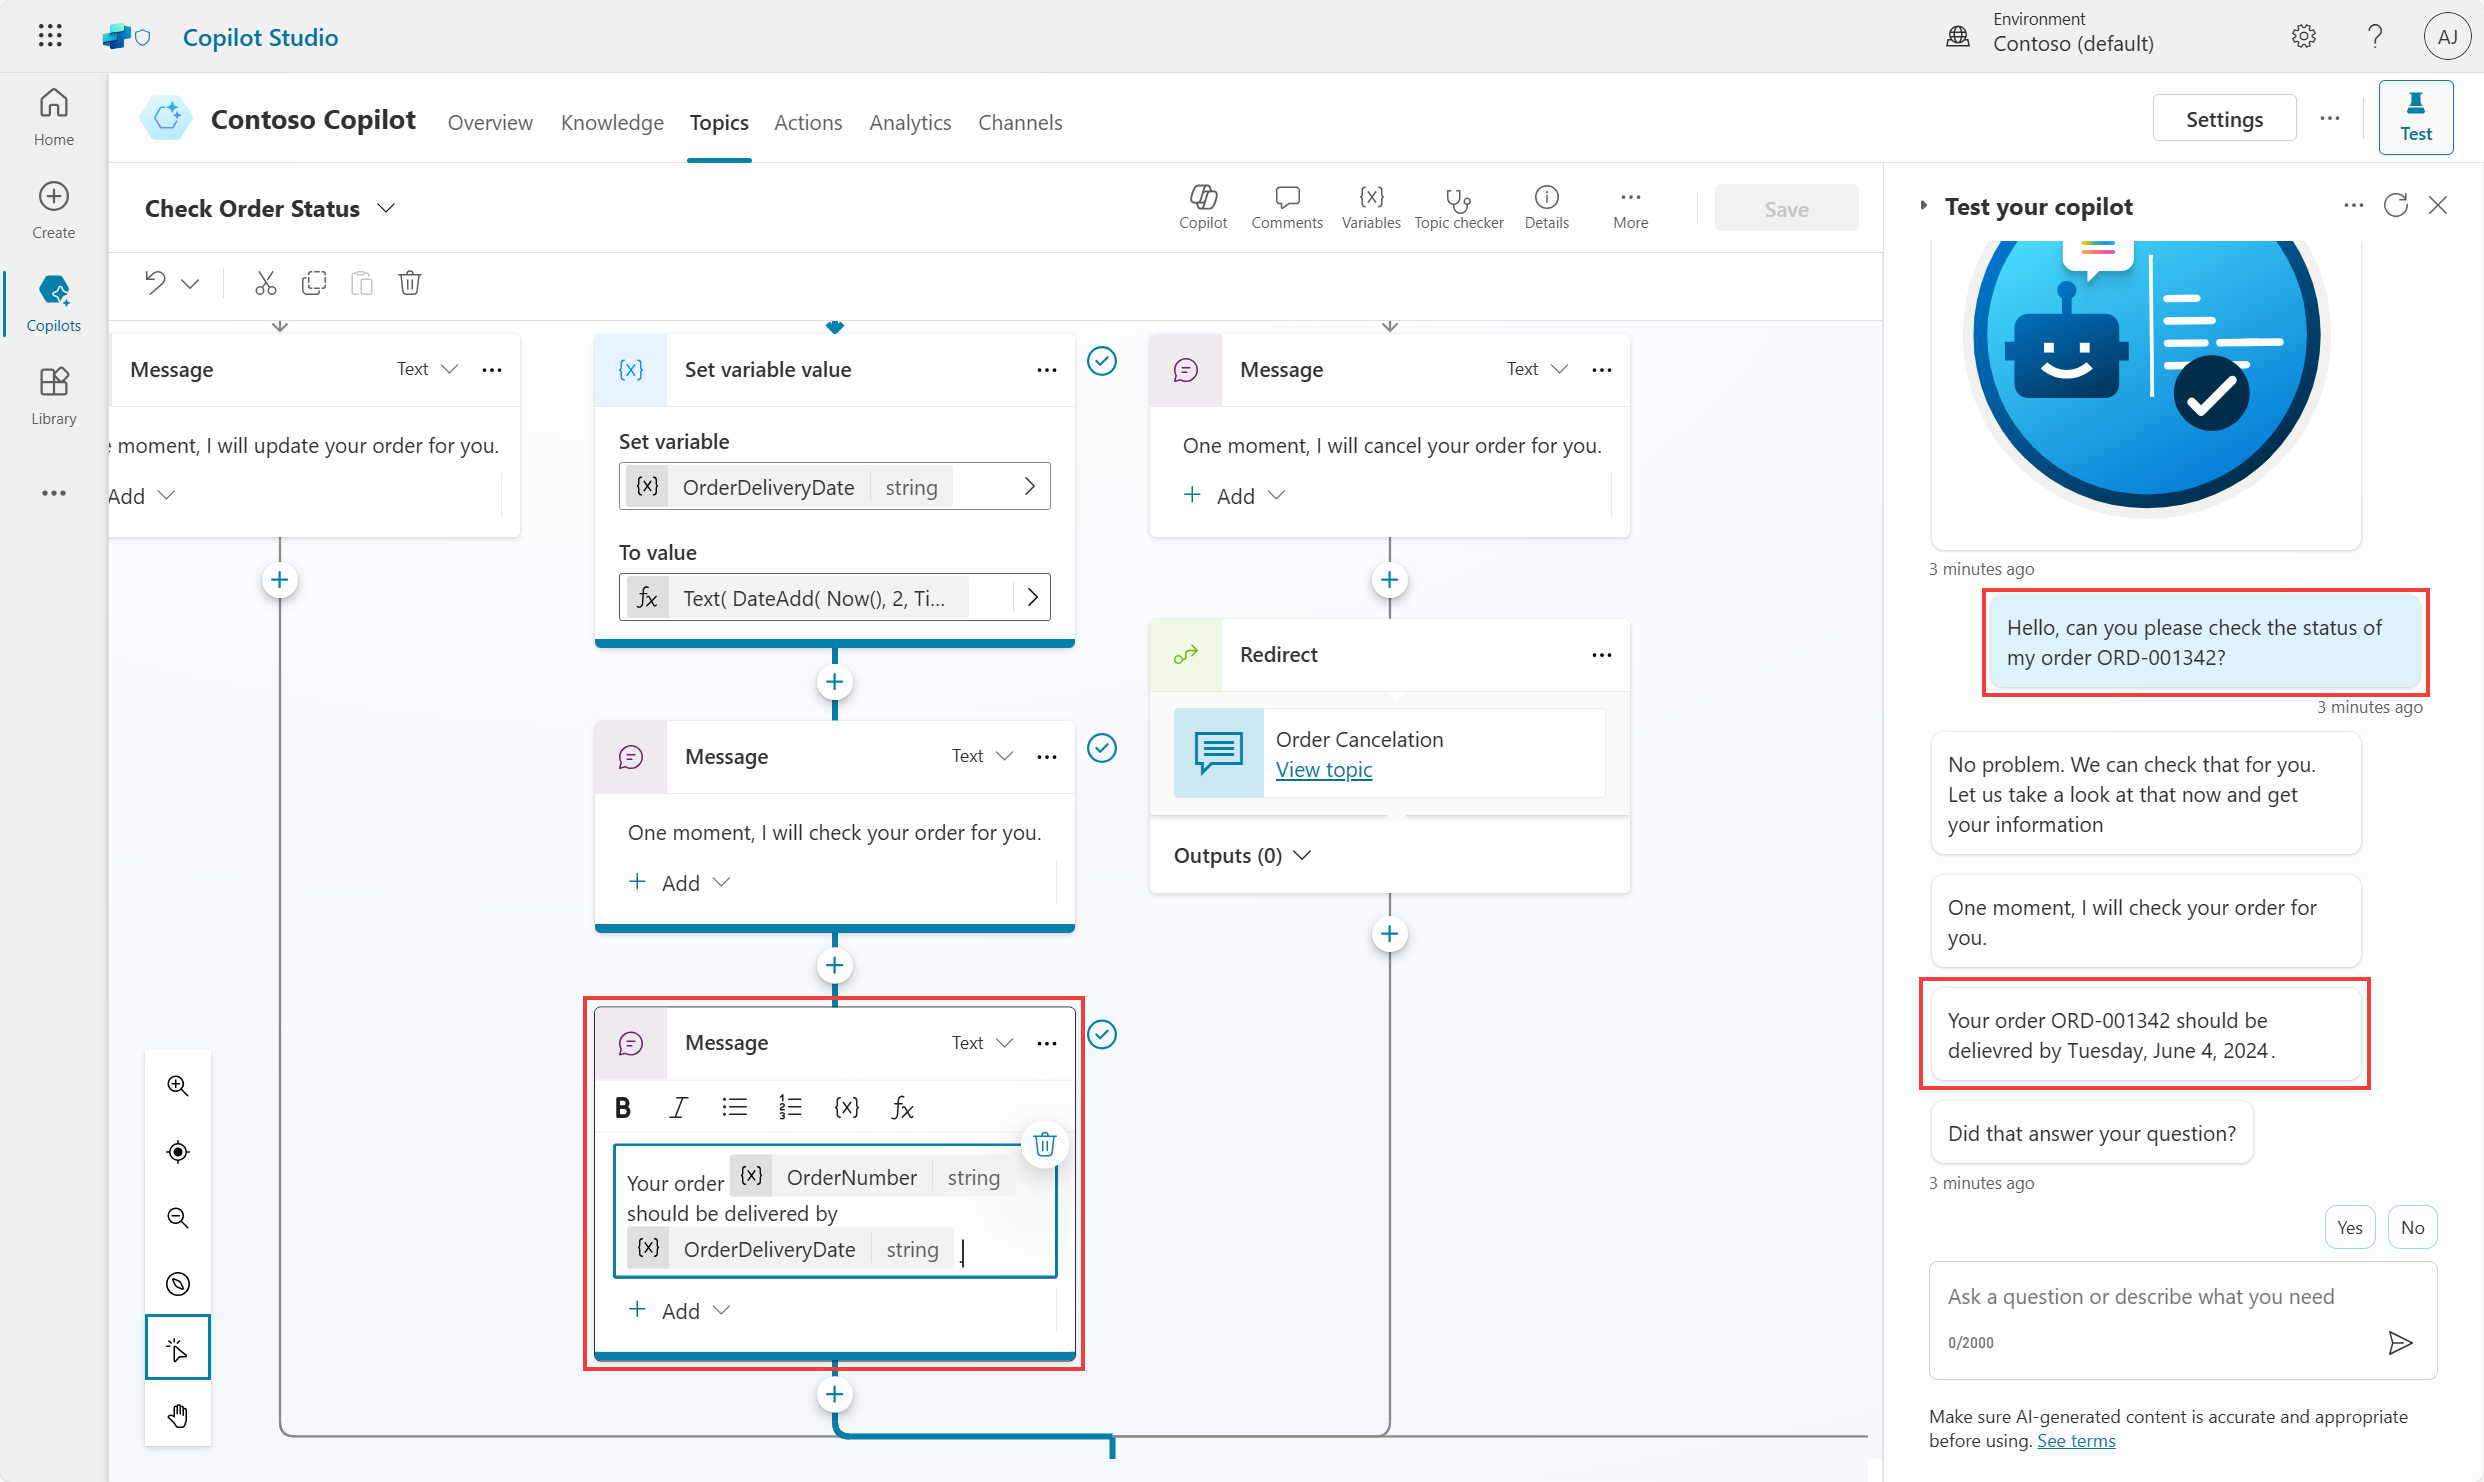 Copilot Studio
Environment
Contoso (default)
AJ
Home
Create
Copilots
Library
Contoso Copilot
Overview
Knowledge
Topics
Actions
Analytics
Channels
Settings
Test
Check Order Status
Copilot
Comments
Variables
Topic checker
Details
More
Save
Message
Text
moment, I will update your order for you.
Add
Set variable value
Set variable
{x} OrderDeliveryDate string
To value
fx Text( DateAdd( Now(), 2, Ti...
Message
Text
One moment, I will check your order for you.
Add
Message
Text
B I {x} fx
Your order {x} OrderNumber string
should be delivered by
{x} OrderDeliveryDate string .
Add
Message
Text
One moment, I will cancel your order for you.
Add
Redirect
Order Cancelation
View topic
Outputs (0)
Test your copilot
3 minutes ago
Hello, can you please check the status of
my order ORD-001342?
3 minutes ago
No problem. We can check that for you.
Let us take a look at that now and get
your information
One moment, I will check your order for
you.
Your order ORD-001342 should be
delievred by Tuesday, June 4, 2024.
Did that answer your question?
3 minutes ago
Yes
No
Ask a question or describe what you need
0/2000
Make sure AI-generated content is accurate and appropriate
before using. See terms